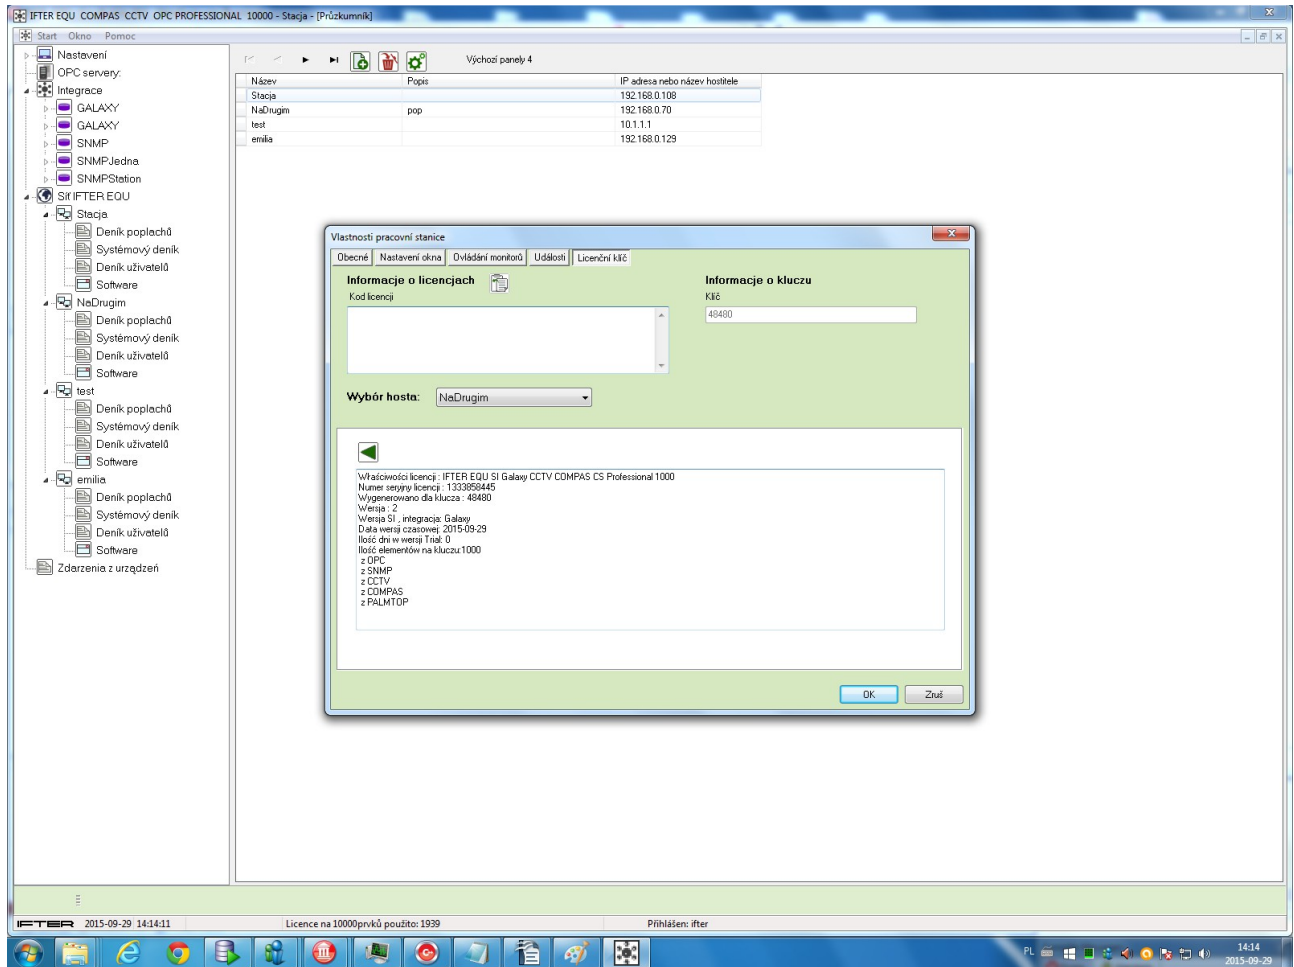 IFTER EQU COMPAS CCTV OPC PROFESSIONAL 10000 - Stacja - [Průzkumník]
Start Okno Pomoc
Nastavení
OPC servery:
Integrace
GALAXY
GALAXY
SNMP
SNMPJedna
SNMPStation
Síť IFTER EQU
Stacja
Deník poplachů
Systémový deník
Deník uživatelů
Software
NaDrugim
Deník poplachů
Systémový deník
Deník uživatelů
Software
test
Deník poplachů
Systémový deník
Deník uživatelů
Software
emilia
Deník poplachů
Systémový deník
Deník uživatelů
Software
Zdarzenia z urządzeń
Výchozí panely 4
Název Popis IP adresa nebo název hostitele
Stacja 192.168.0.108
NaDrugim pop 192.168.0.70
test 10.1.1.1
emilia 192.168.0.129
Vlastnosti pracovní stanice
Obecné Nastavení okna Ovládání monitorů Události Licenční klíč
Informacje o licencjach
Kod licencji
Informacje o kluczu
Klíč
48480
Wybór hosta: NaDrugim
Właściwości licencji : IFTER EQU SI Galaxy CCTV COMPAS CS Professional 1000
Numer seryjny licencji : 1333858445
Wygenerowano dla klucza : 48480
Wersja : 2
Wersja SI , integracja: Galaxy
Data wersji czasowej: 2015-09-29
Ilość dni w wersji Trial: 0
Ilość elementów na kluczu:1000
z OPC
z SNMP
z CCTV
z COMPAS
z PALMTOP
OK Zruš
IFTER 2015-09-29 14:14:11 Licence na 10000prvků použito: 1939 Přihlášen: ifter
PL 14:14
2015-09-29